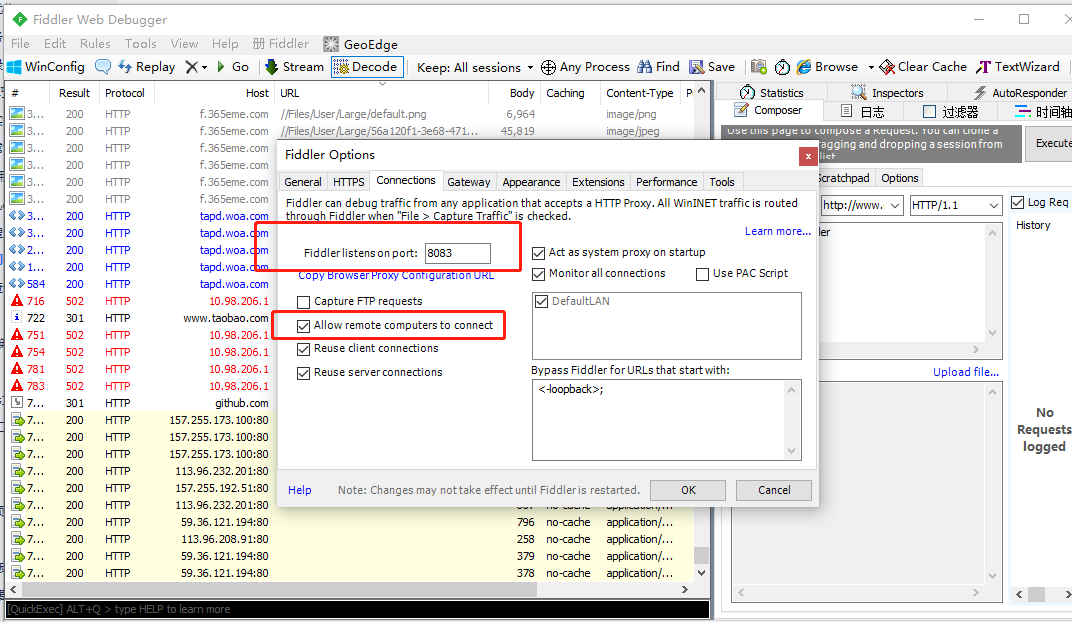 Fiddler Web Debugger
File Edit Rules Tools View Help 册 Fiddler GeoEdge
WinConfig Replay Go Stream Decode Keep: All sessions Any Process Find Save Browse Clear Cache TextWizard
# Result Protocol Host URL Body Caching Content-Type P
3... 200 HTTP f.365eme.com //Files/User/Large/default.png 6,964 image/png
3... 200 HTTP f.365eme.com //Files/User/Large/56a120f1-3e68-471... 45,819 image/jpeg
3... 200 HTTP f.365eme.com
3... 200 HTTP f.365eme.com
3... 200 HTTP f.365eme.com
3... 200 HTTP f.365eme.com
3... 200 HTTP tapd.woa.com
3... 200 HTTP tapd.woa.com
2... 200 HTTP tapd.woa.com
1... 200 HTTP tapd.woa.com
584 200 HTTP tapd.woa.com
716 502 HTTP 10.98.206.1
722 301 HTTP www.taobao.com
751 502 HTTP 10.98.206.1
754 502 HTTP 10.98.206.1
781 502 HTTP 10.98.206.1
783 502 HTTP 10.98.206.1
7... 301 HTTP github.com
7... 200 HTTP 157.255.173.100:80
7... 200 HTTP 157.255.173.100:80
7... 200 HTTP 157.255.173.100:80
7... 200 HTTP 113.96.232.201:80
7... 200 HTTP 157.255.192.51:80
7... 200 HTTP 113.96.232.201:80
7... 200 HTTP 59.36.121.194:80 796 no-cache application/...
7... 200 HTTP 113.96.208.91:80 258 no-cache application/...
7... 200 HTTP 59.36.121.194:80 379 no-cache application/...
7... 200 HTTP 59.36.121.194:80 378 no-cache application/...
[QuickExec] ALT+Q > type HELP to learn more
Fiddler Options
x
General HTTPS Connections Gateway Appearance Extensions Performance Tools
Fiddler can debug traffic from any application that accepts a HTTP Proxy. All WinINET traffic is routed
through Fiddler when "File > Capture Traffic" is checked.
Learn more...
Fiddler listens on port: 8083
Copy Browser Proxy Configuration URL
Capture FTP requests
Allow remote computers to connect
Reuse client connections
Reuse server connections
Act as system proxy on startup
Monitor all connections Use PAC Script
DefaultLAN
Bypass Fiddler for URLs that start with:
<-loopback>;
Help Note: Changes may not take effect until Fiddler is restarted. OK Cancel
Statistics Inspectors AutoResponder
Composer 日志 过滤器 时间轴
Use this page to compose a Request. You can clone a
ragging and dropping a session from
list
Execute
Scratchpad Options
http://www. HTTP/1.1 Log Req
History
ler
Upload file...
No
Requests
logged